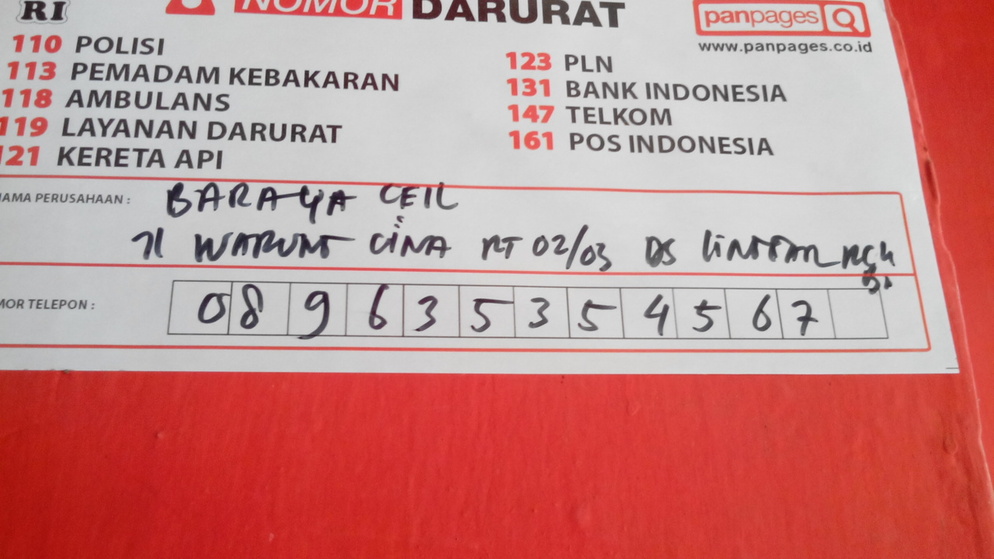 RI
NOMOR DARURAT
panpages
www.panpages.co.id
110 POLISI
113 PEMADAM KEBAKARAN
118 AMBULANS
119 LAYANAN DARURAT
121 KERETA API
123 PLN
131 BANK INDONESIA
147 TELKOM
161 POS INDONESIA
NAMA PERUSAHAAN :
BARAYA CEIL
Jl WARUNG CINA RT 02/03 DS
MOR TELEPON :
089635354567